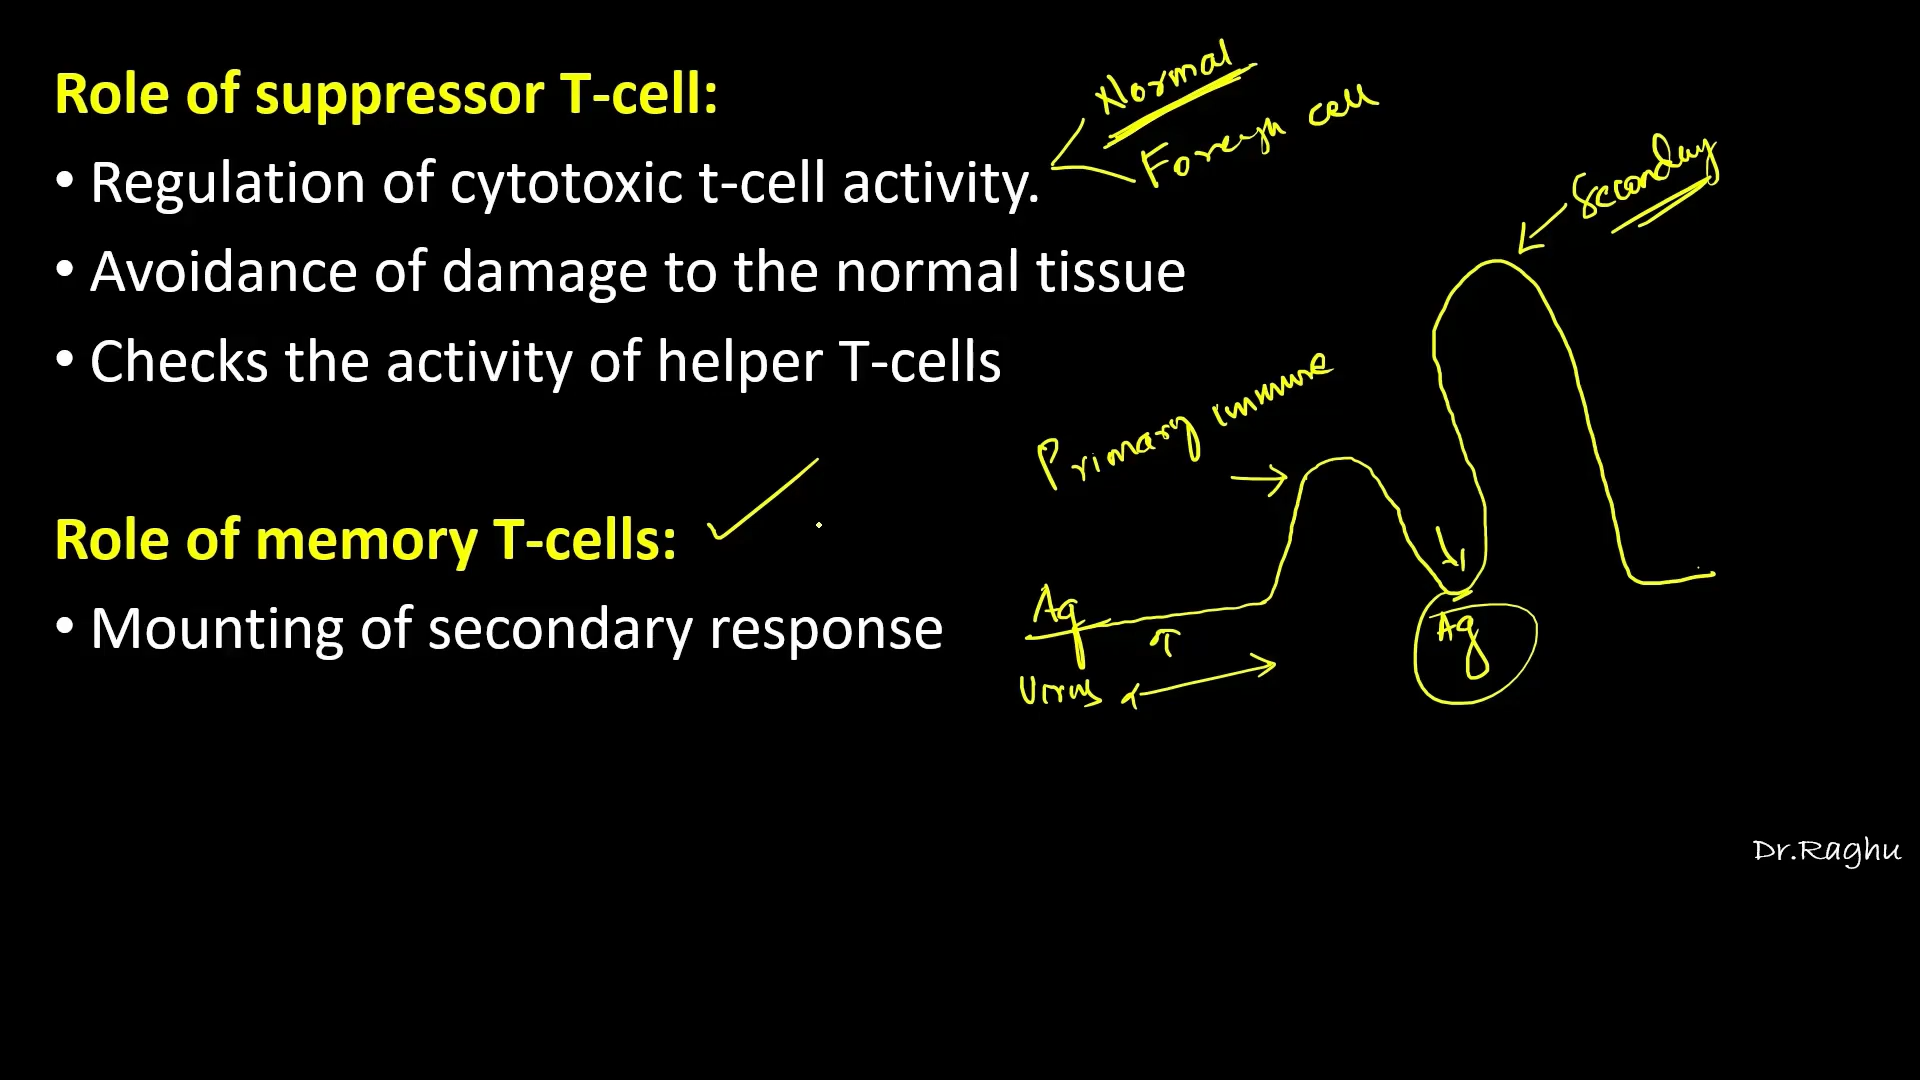 Role of suppressor T-cell:
Normal
Foreign cell
• Regulation of cytotoxic t-cell activity.
Secondary
• Avoidance of damage to the normal tissue
• Checks the activity of helper T-cells
Primary immune
Role of memory T-cells:
Ag
• Mounting of secondary response
T
Ag
Virus
Dr.Raghu